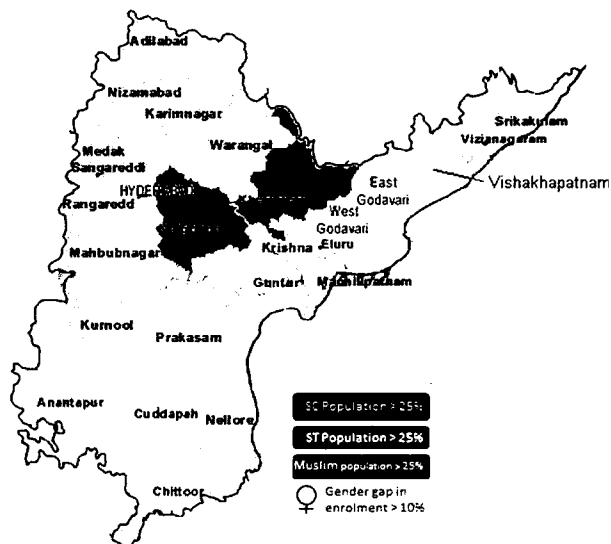 Adilabad
Nizamabad
Karimnagar
Srikakulam
Vizianagaram
Warangal
Medak
Sangareddi
HYDERABAD
East
Godavari
Vishakhapatnam
Rangaredd
West
Godavari
Krishna
Eluru
Mahbubnagar
Guntur
Machilipatnam
Kurnool
Prakasam
Anantapur
Cuddapah
Nellore
Chittoor
SC Population > 25%
ST Population > 25%
Muslim population > 25%
Gender gap in
enrolment > 10%